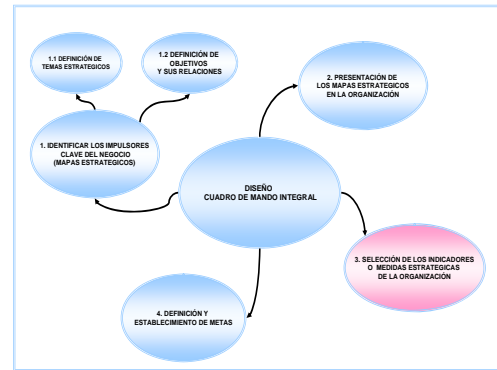 1.1 DEFINICIÓN DE
TEMAS ESTRATEGICOS
1.2 DEFINICIÓN DE
OBJETIVOS
Y SUS RELACIONES
2. PRESENTACIÓN DE
LOS MAPAS ESTRATEGICOS
EN LA ORGANIZACIÓN
1. IDENTIFICAR LOS IMPULSORES
CLAVE DEL NEGOCIO
(MAPAS ESTRATEGICOS)
DISEÑO
CUADRO DE MANDO INTEGRAL
3. SELECCIÓN DE LOS INDICADORES
O MEDIDAS ESTRATEGICAS
DE LA ORGANIZACIÓN
4. DEFINICIÓN Y
ESTABLECIMIENTO DE METAS